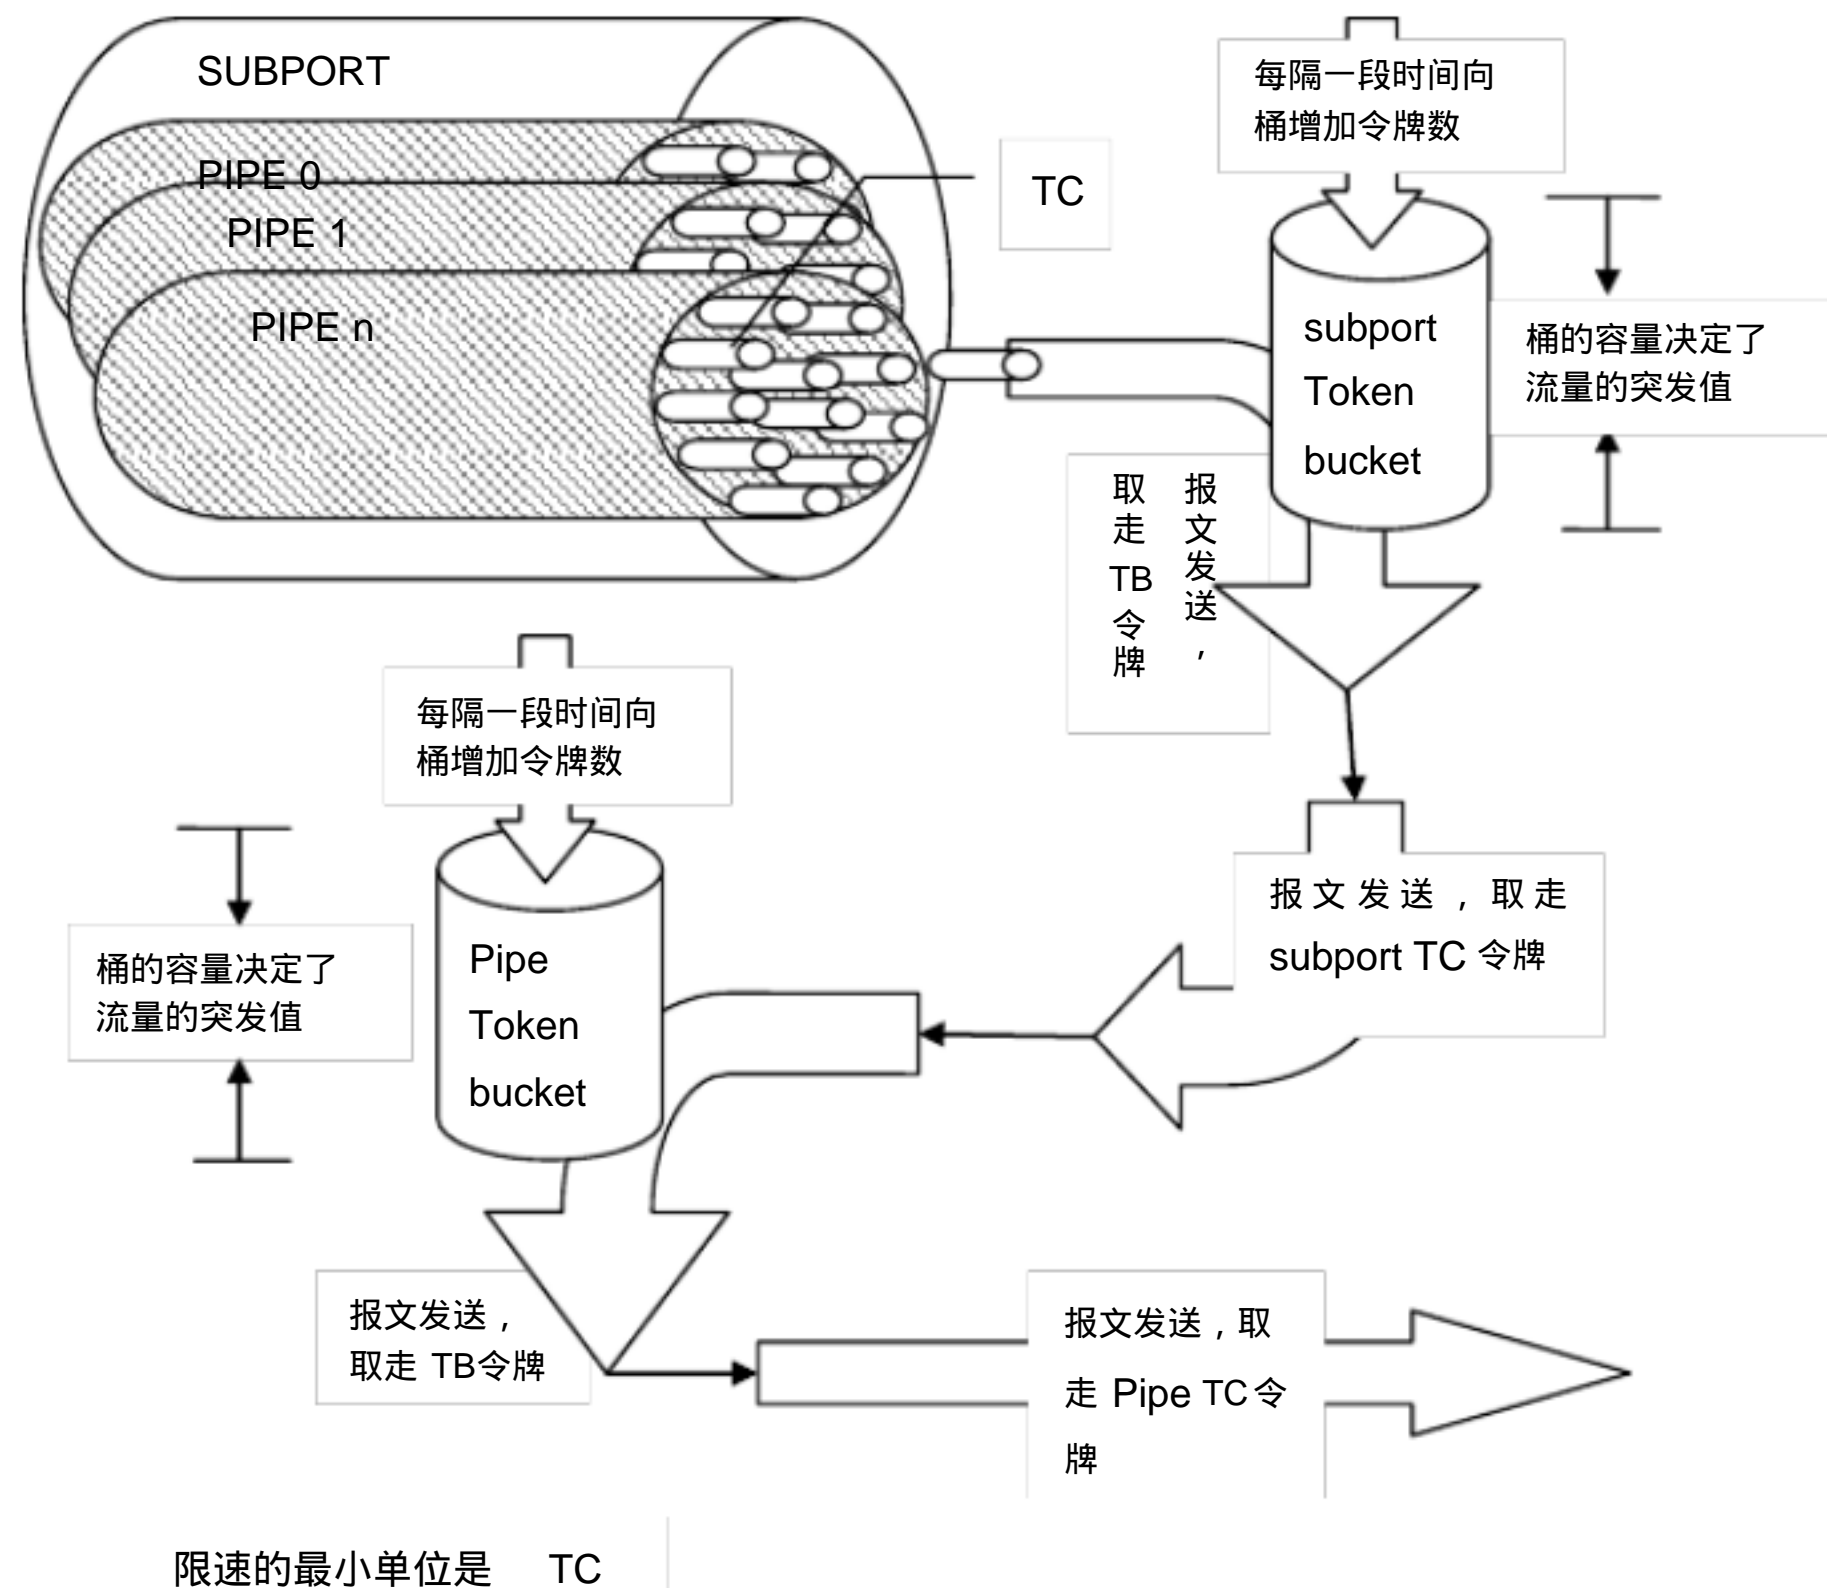 SUBPORT
PIPE 0
PIPE 1
PIPE n
TC
每隔一段时间向
桶增加令牌数
subport
Token
bucket
桶的容量决定了
流量的突发值
报文发送，
取走TB令牌
每隔一段时间向
桶增加令牌数
报文发送，取走
subport TC 令牌
桶的容量决定了
流量的突发值
Pipe
Token
bucket
报文发送，
取走 TB令牌
报文发送，取
走 Pipe TC令
牌
限速的最小单位是 TC